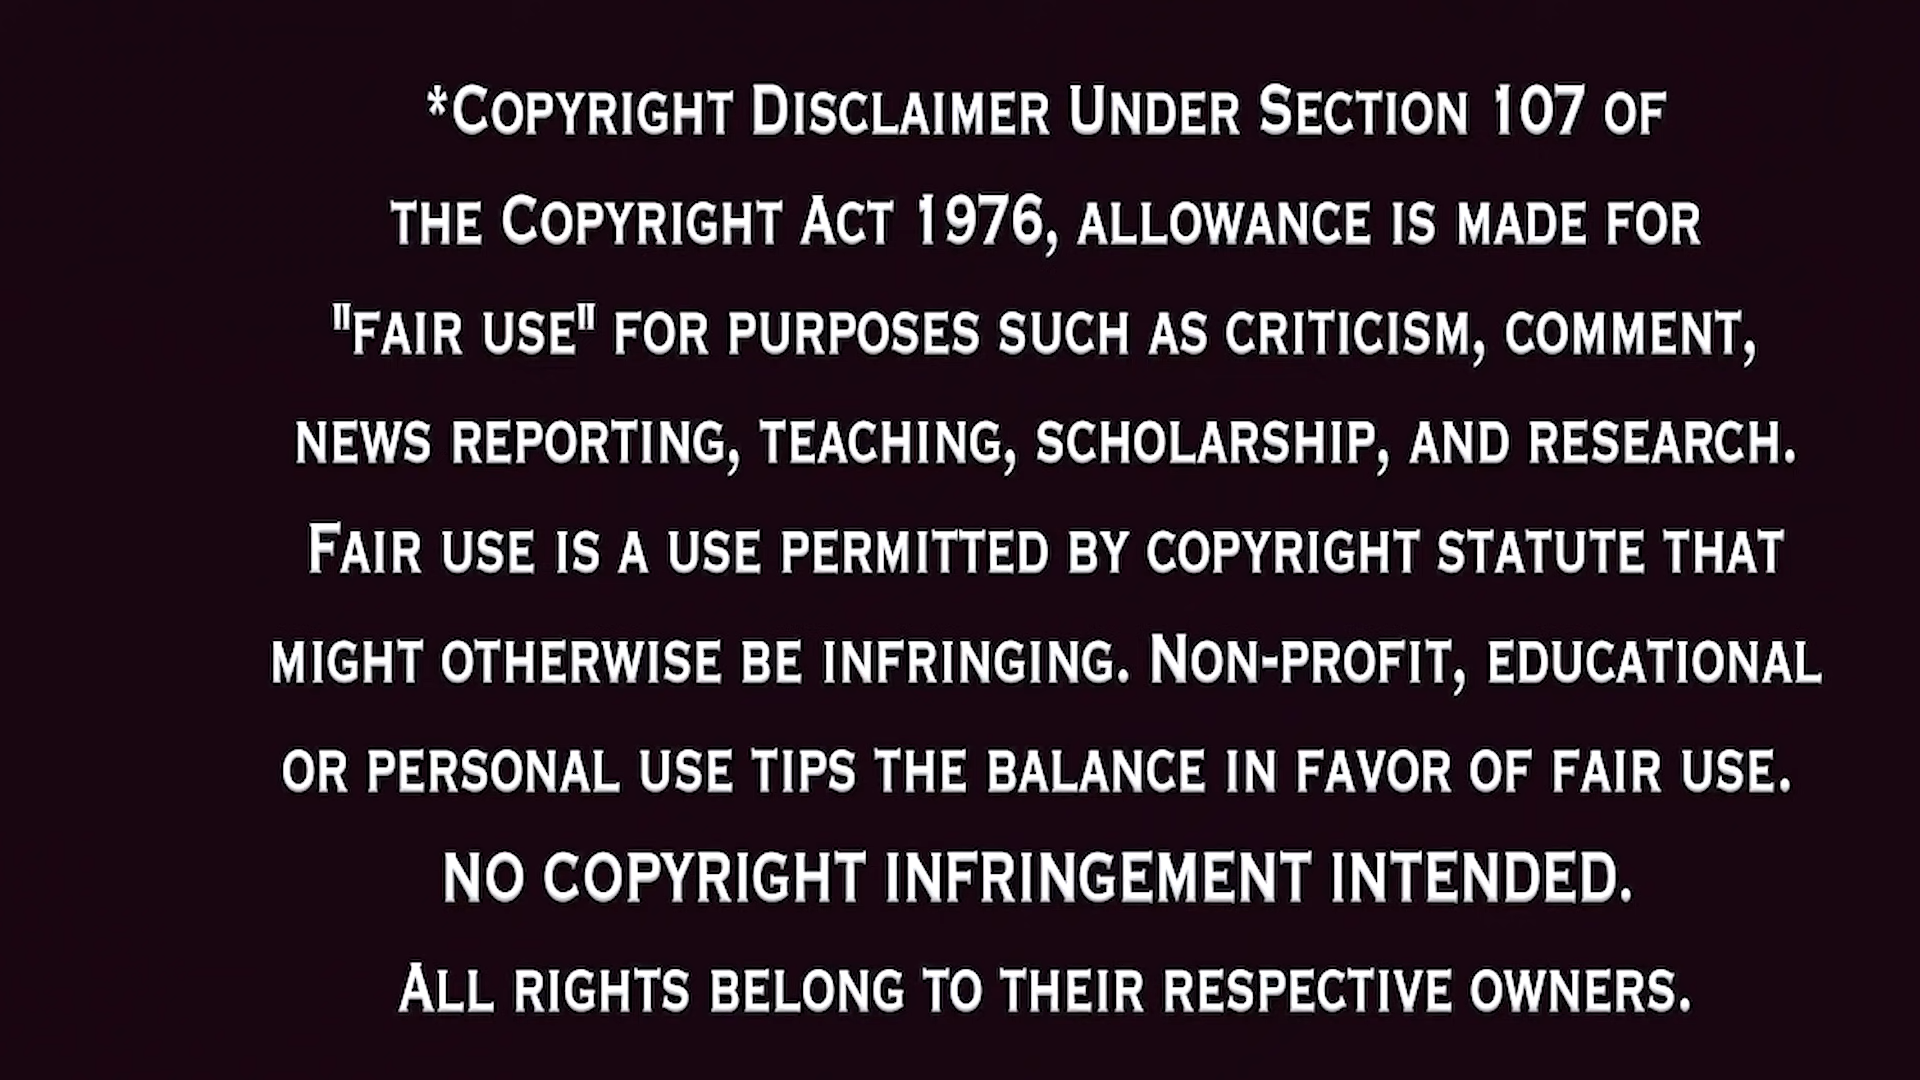 *Copyright Disclaimer Under Section 107 of
the Copyright Act 1976, allowance is made for
"fair use" for purposes such as criticism, comment,
news reporting, teaching, scholarship, and research.
Fair use is a use permitted by copyright statute that
might otherwise be infringing. Non-profit, educational
or personal use tips the balance in favor of fair use.
NO COPYRIGHT INFRINGEMENT INTENDED.
All rights belong to their respective owners.